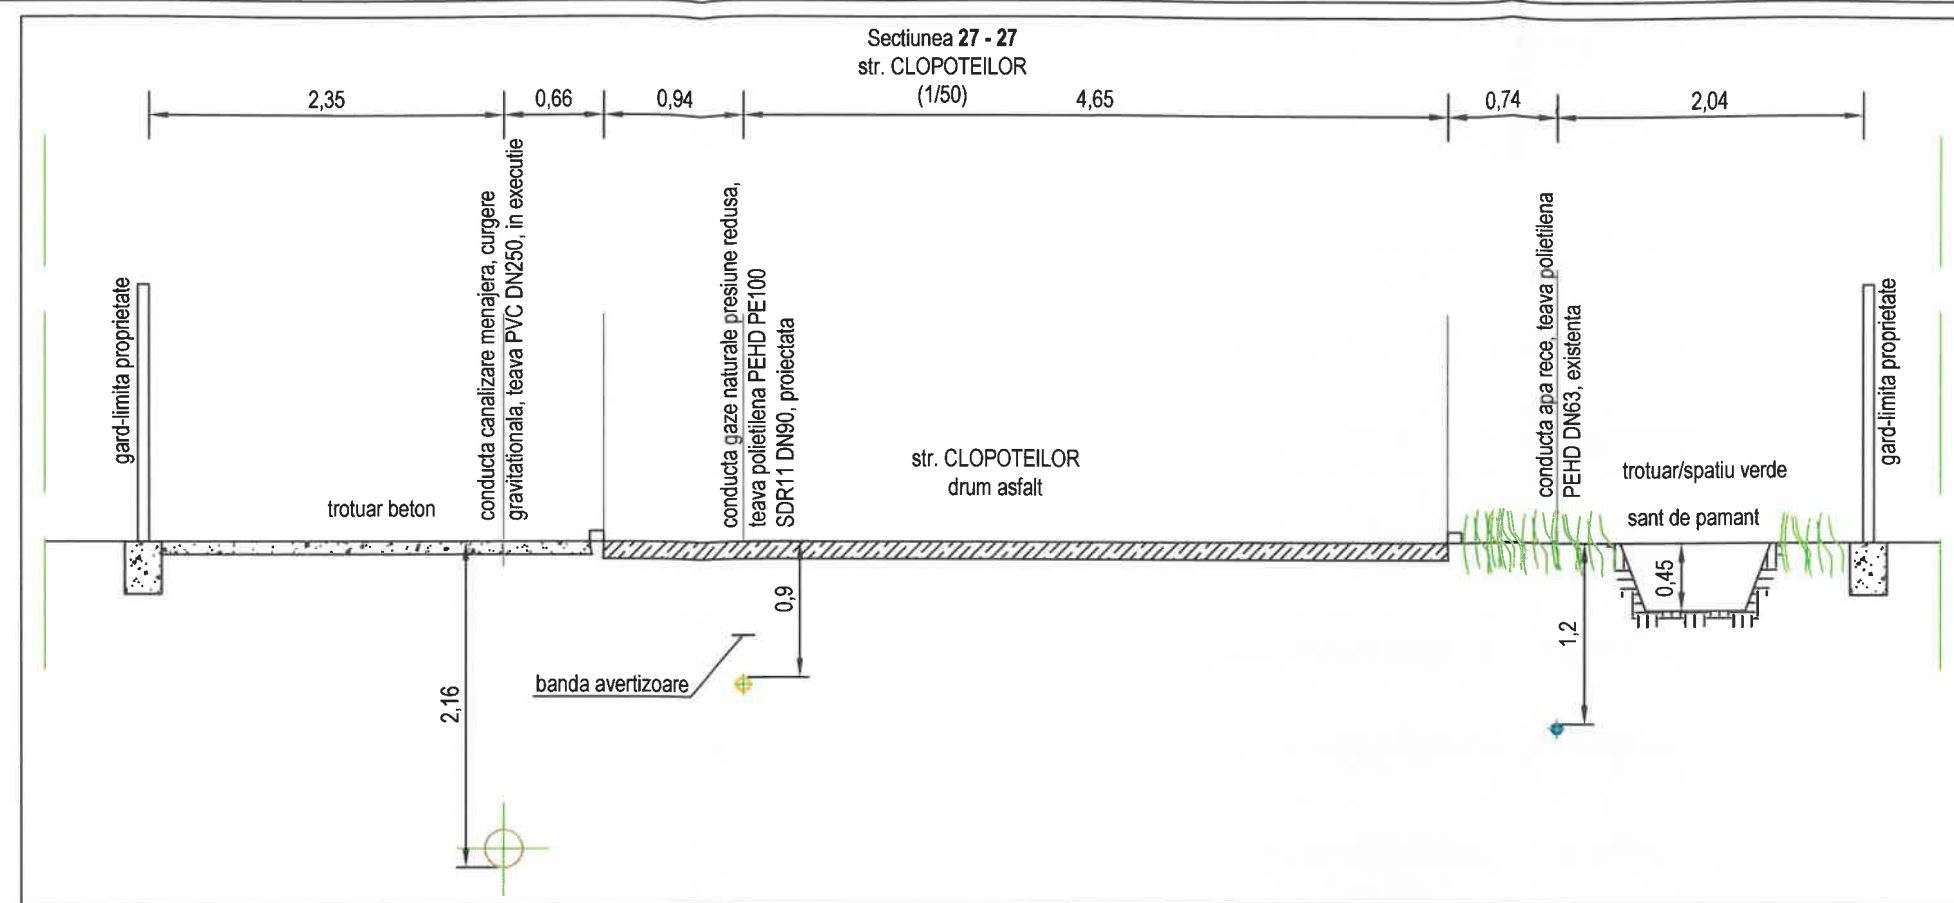 Sectiunea 27 - 27
str. CLOPOTEILOR
(1/50)
2,35
0,66
0,94
4,65
0,74
2,04
gard-limita proprietate
conducta canalizare menajera, curgere
gravitationala, teava PVC DN250, in executie
conducta gaze naturale presiune redusa,
teava polietilena PEHD PE100
SDR11 DN90, proiectata
conducta apa rece, teava polietilena
PEHD DN63, existenta
gard-limita proprietate
trotuar beton
str. CLOPOTEILOR
drum asfalt
trotuar/spatiu verde
sant de pamant
0,9
0,45
1,2
banda avertizoare
2,16